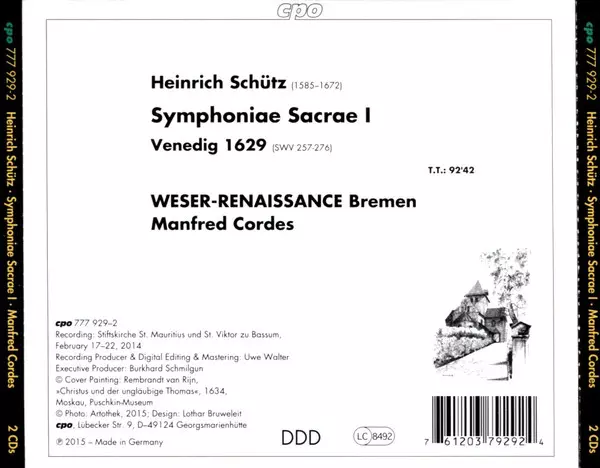 cpo
cpo 777 929-2 Heinrich Schütz · Symphoniae Sacrae I · Manfred Cordes 2 CDs
Heinrich Schütz (1585–1672)
Symphoniae Sacrae I
Venedig 1629 (SWV 257-276)
T.T.: 92'42
WESER-RENAISSANCE Bremen
Manfred Cordes
cpo 777 929–2
Recording: Stiftskirche St. Mauritius und St. Viktor zu Bassum,
February 17–22, 2014
Recording Producer & Digital Editing & Mastering: Uwe Walter
Executive Producer: Burkhard Schmilgun
© Cover Painting: Rembrandt van Rijn,
»Christus und der ungläubige Thomas«, 1634,
Moskau, Puschkin-Museum
© Photo: Artothek, 2015; Design: Lothar Bruweleit
cpo, Lübecker Str. 9, D–49124 Georgsmarienhütte
℗ 2015 – Made in Germany
DDD
LC 8492
7 61203 79292 4
cpo 777 929-2 Heinrich Schütz · Symphoniae Sacrae I · Manfred Cordes 2 CDs